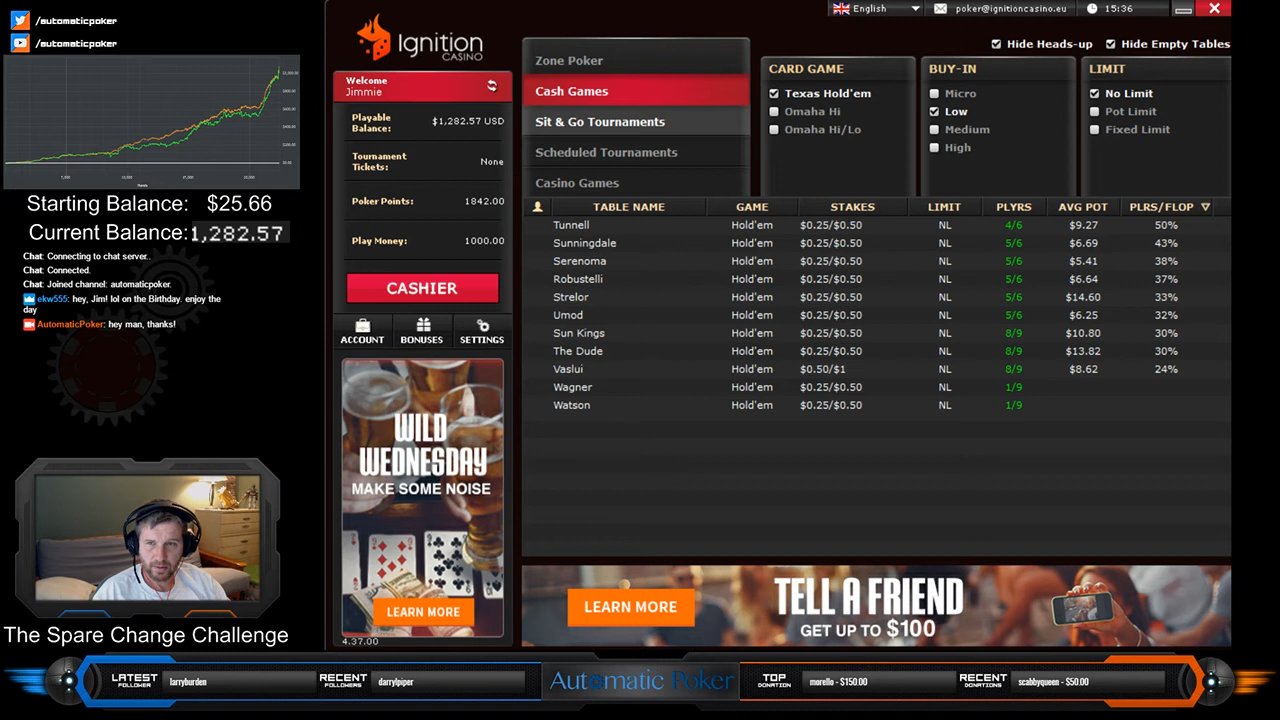 /automaticpoker
/automaticpoker
Starting Balance: $25.66
Current Balance: 1,282.57
Chat: Connecting to chat server..
Chat: Connected.
Chat: Joined channel: automaticpoker.
ekw555: hey, Jim! lol on the Birthday. enjoy the
day
AutomaticPoker: hey man, thanks!
The Spare Change Challenge
Ignition
CASINO
English
poker@ignitioncasino.eu
15:36
Welcome
Jimmie
Playable
Balance:
$1,282.57 USD
Tournament
Tickets:
None
Poker Points:
1842.00
Play Money:
1000.00
CASHIER
ACCOUNT
BONUSES
SETTINGS
WILD
WEDNESDAY
MAKE SOME NOISE
LEARN MORE
4.37.00
Zone Poker
Cash Games
Sit & Go Tournaments
Scheduled Tournaments
Casino Games
Hide Heads-up
Hide Empty Tables
CARD GAME
Texas Hold'em
Omaha Hi
Omaha Hi/Lo
BUY-IN
Micro
Low
Medium
High
LIMIT
No Limit
Pot Limit
Fixed Limit
TABLE NAME GAME STAKES LIMIT PLYRS AVG POT PLRS/FLOP
Tunnell Hold'em $0.25/$0.50 NL 4/6 $9.27 50%
Sunningdale Hold'em $0.25/$0.50 NL 5/6 $6.69 43%
Serenoma Hold'em $0.25/$0.50 NL 5/6 $5.41 38%
Robustelli Hold'em $0.25/$0.50 NL 5/6 $6.64 37%
Strelor Hold'em $0.25/$0.50 NL 5/6 $14.60 33%
Umod Hold'em $0.25/$0.50 NL 5/6 $6.25 32%
Sun Kings Hold'em $0.25/$0.50 NL 8/9 $10.80 30%
The Dude Hold'em $0.25/$0.50 NL 8/9 $13.82 30%
Vaslui Hold'em $0.50/$1 NL 8/9 $8.62 24%
Wagner Hold'em $0.25/$0.50 NL 1/9
Watson Hold'em $0.25/$0.50 NL 1/9
LEARN MORE
TELL A FRIEND
GET UP TO $100
LATEST
FOLLOWER
larryburden
RECENT
FOLLOWERS
darrylpiper
Automatic Poker
TOP
DONATION
morello - $150.00
RECENT
DONATIONS
scabbyqueen - $50.00